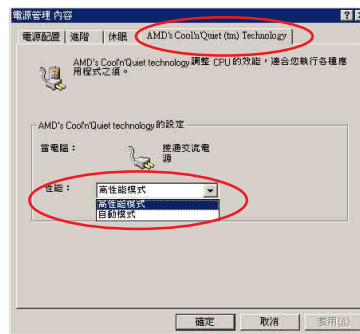 電源管理 內容
電源配置 進階 休眠 AMD's Cool'n'Quiet (tm) Technology
AMD's Cool'n'Quiet technology 調整 CPU 的效能，適合您執行各種應
用程式之須。
AMD's Cool'n'Quiet technology 的設定
當電腦：
接通交流電
源
性能：
高性能模式
高性能模式
自動模式
確定 取消 套用(A)